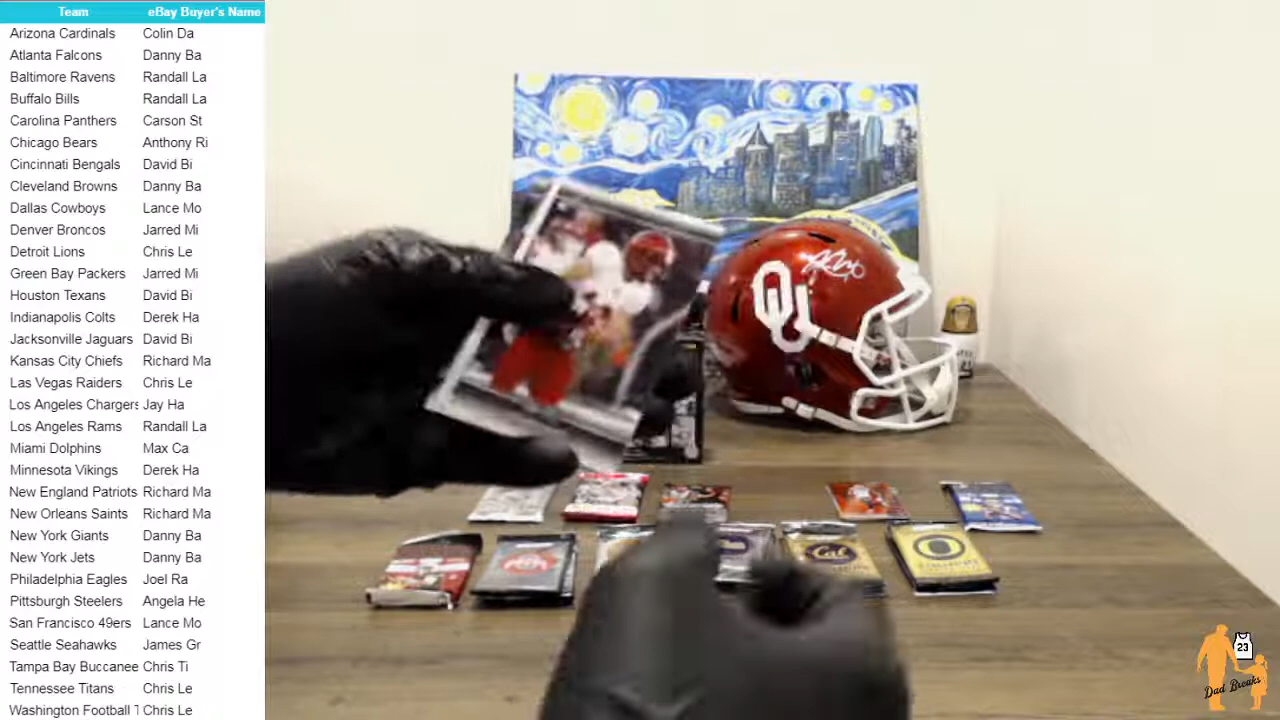 Team eBay Buyer's Name
Arizona Cardinals Colin Da
Atlanta Falcons Danny Ba
Baltimore Ravens Randall La
Buffalo Bills Randall La
Carolina Panthers Carson St
Chicago Bears Anthony Ri
Cincinnati Bengals David Bi
Cleveland Browns Danny Ba
Dallas Cowboys Lance Mo
Denver Broncos Jarred Mi
Detroit Lions Chris Le
Green Bay Packers Jarred Mi
Houston Texans David Bi
Indianapolis Colts Derek Ha
Jacksonville Jaguars David Bi
Kansas City Chiefs Richard Ma
Las Vegas Raiders Chris Le
Los Angeles Chargers Jay Ha
Los Angeles Rams Randall La
Miami Dolphins Max Ca
Minnesota Vikings Derek Ha
New England Patriots Richard Ma
New Orleans Saints Richard Ma
New York Giants Danny Ba
New York Jets Danny Ba
Philadelphia Eagles Joel Ra
Pittsburgh Steelers Angela He
San Francisco 49ers Lance Mo
Seattle Seahawks James Gr
Tampa Bay Buccanee Chris Ti
Tennessee Titans Chris Le
Washington Football T Chris Le
OU
Cal
O
23
Dad Breaks